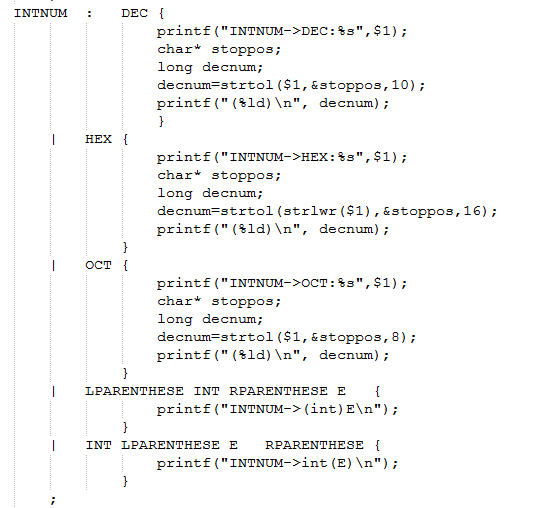 INTNUM : DEC {
printf("INTNUM->DEC:%s",$1);
char* stoppos;
long decnum;
decnum=strtol($1,&stoppos,10);
printf("(%ld)\n", decnum);
}
| HEX {
printf("INTNUM->HEX:%s",$1);
char* stoppos;
long decnum;
decnum=strtol(strlwr($1),&stoppos,16);
printf("(%ld)\n", decnum);
}
| OCT {
printf("INTNUM->OCT:%s",$1);
char* stoppos;
long decnum;
decnum=strtol($1,&stoppos,8);
printf("(%ld)\n", decnum);
}
| LPARENTHESE INT RPARENTHESE E {
printf("INTNUM->(int)E\n");
}
| INT LPARENTHESE E RPARENTHESE {
printf("INTNUM->int(E)\n");
}
;